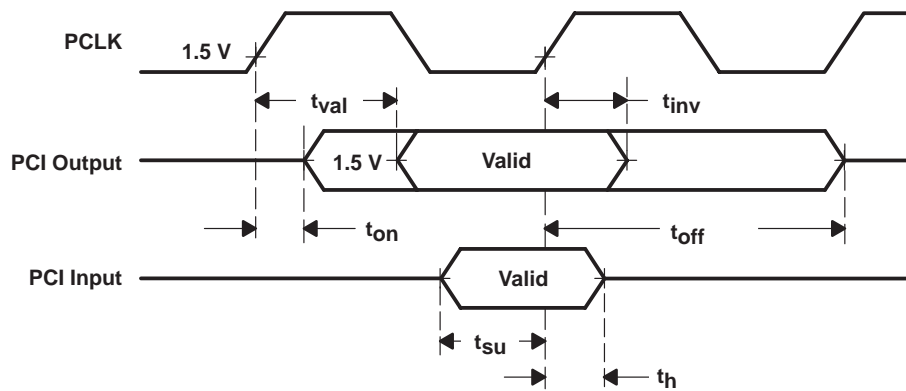 PCLK
1.5 V
tval
tinv
PCI Output
1.5 V
Valid
ton
toff
PCI Input
Valid
tsu
th